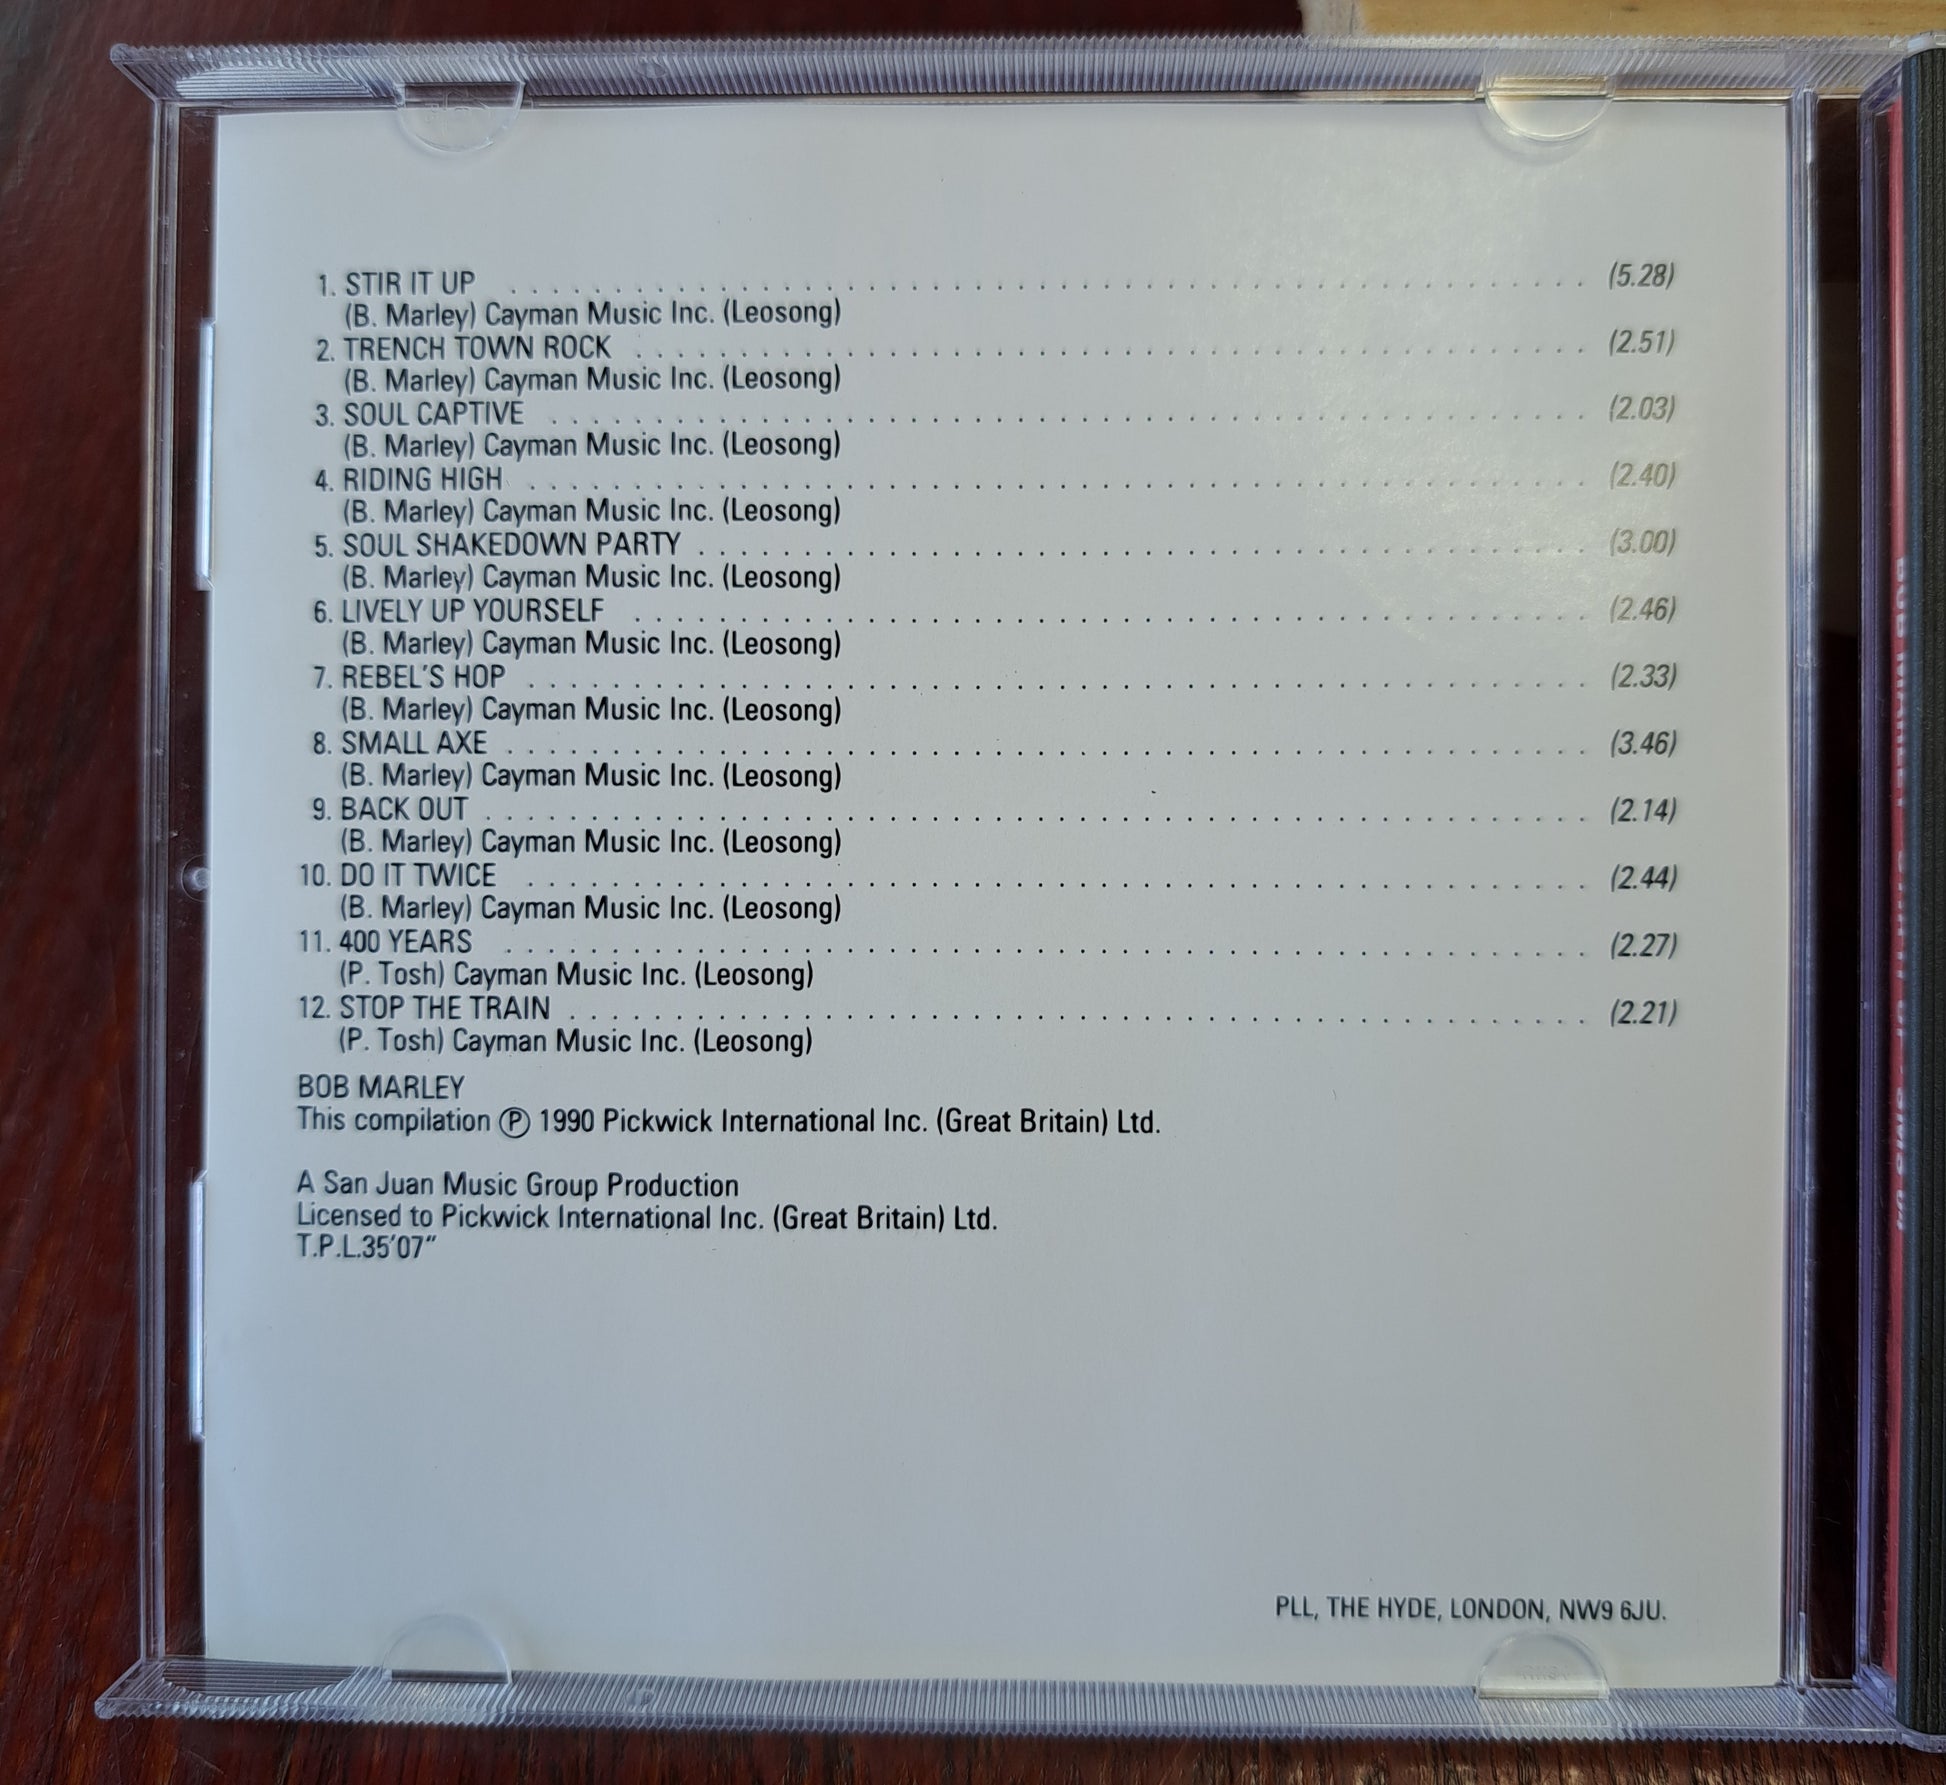 1. STIR IT UP . . . . . . . . . . . . . . . . . . . . . . . . . . . . . . (5.28)
(B. Marley) Cayman Music Inc. (Leosong)
2. TRENCH TOWN ROCK . . . . . . . . . . . . . . . . . . . . . . . . . . . . . . (2.51)
(B. Marley) Cayman Music Inc. (Leosong)
3. SOUL CAPTIVE . . . . . . . . . . . . . . . . . . . . . . . . . . . . . . (2.03)
(B. Marley) Cayman Music Inc. (Leosong)
4. RIDING HIGH . . . . . . . . . . . . . . . . . . . . . . . . . . . . . . (2.40)
(B. Marley) Cayman Music Inc. (Leosong)
5. SOUL SHAKEDOWN PARTY . . . . . . . . . . . . . . . . . . . . . . . . . . . . . . (3.00)
(B. Marley) Cayman Music Inc. (Leosong)
6. LIVELY UP YOURSELF . . . . . . . . . . . . . . . . . . . . . . . . . . . . . . (2.46)
(B. Marley) Cayman Music Inc. (Leosong)
7. REBEL'S HOP . . . . . . . . . . . . . . . . . . . . . . . . . . . . . . (2.33)
(B. Marley) Cayman Music Inc. (Leosong)
8. SMALL AXE . . . . . . . . . . . . . . . . . . . . . . . . . . . . . . (3.46)
(B. Marley) Cayman Music Inc. (Leosong)
9. BACK OUT . . . . . . . . . . . . . . . . . . . . . . . . . . . . . . (2.14)
(B. Marley) Cayman Music Inc. (Leosong)
10. DO IT TWICE . . . . . . . . . . . . . . . . . . . . . . . . . . . . . . (2.44)
(B. Marley) Cayman Music Inc. (Leosong)
11. 400 YEARS . . . . . . . . . . . . . . . . . . . . . . . . . . . . . . (2.27)
(P. Tosh) Cayman Music Inc. (Leosong)
12. STOP THE TRAIN . . . . . . . . . . . . . . . . . . . . . . . . . . . . . . (2.21)
(P. Tosh) Cayman Music Inc. (Leosong)
BOB MARLEY
This compilation Ⓟ 1990 Pickwick International Inc. (Great Britain) Ltd.
A San Juan Music Group Production
Licensed to Pickwick International Inc. (Great Britain) Ltd.
T.P.L.35'07"
PLL, THE HYDE, LONDON, NW9 6JU.